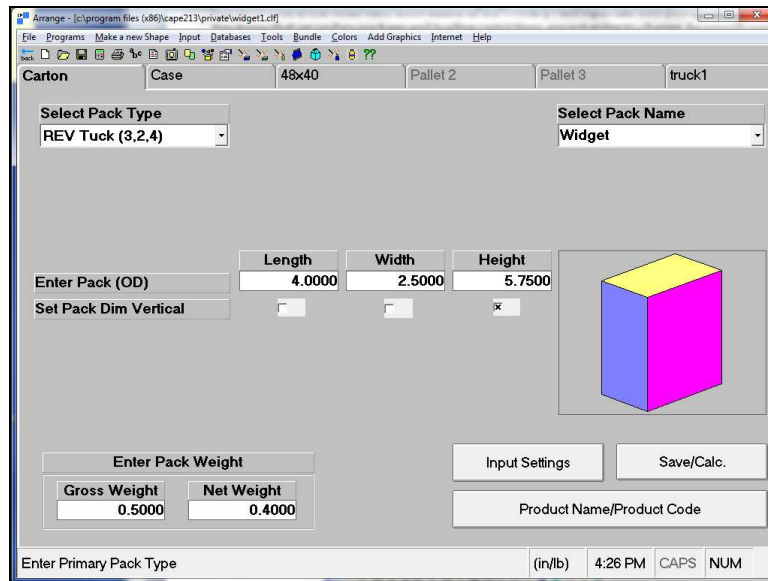 Arrange - [c:\program files (x86)\cape213\private\widget1.clf]
File Programs Make a new Shape Input Databases Tools Bundle Colors Add Graphics Internet Help
back
Carton Case 48x40 Pallet 2 Pallet 3 truck1
Select Pack Type Select Pack Name
REV Tuck (3,2,4) Widget
Length Width Height
Enter Pack (OD) 4.0000 2.5000 5.7500
Set Pack Dim Vertical
Enter Pack Weight Input Settings Save/Calc.
Gross Weight Net Weight
0.5000 0.4000 Product Name/Product Code
Enter Primary Pack Type (in/lb) 4:26 PM CAPS NUM